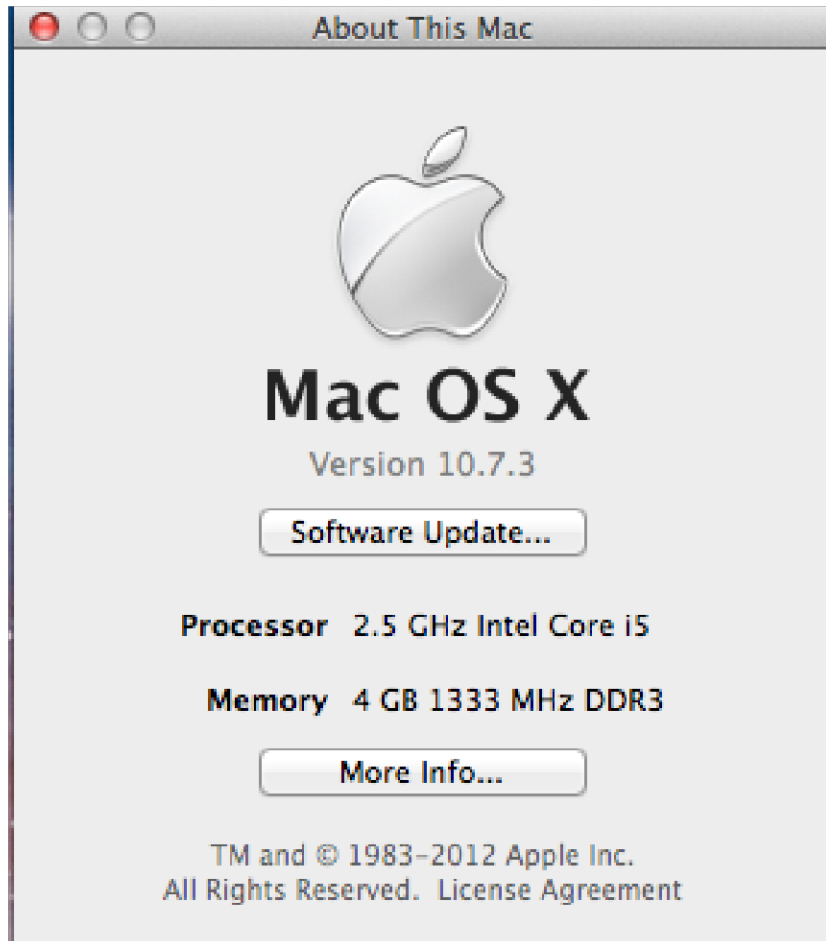 About This Mac
Mac OS X
Version 10.7.3
Software Update...
Processor 2.5 GHz Intel Core i5
Memory 4 GB 1333 MHz DDR3
More Info...
TM and © 1983–2012 Apple Inc.
All Rights Reserved. License Agreement